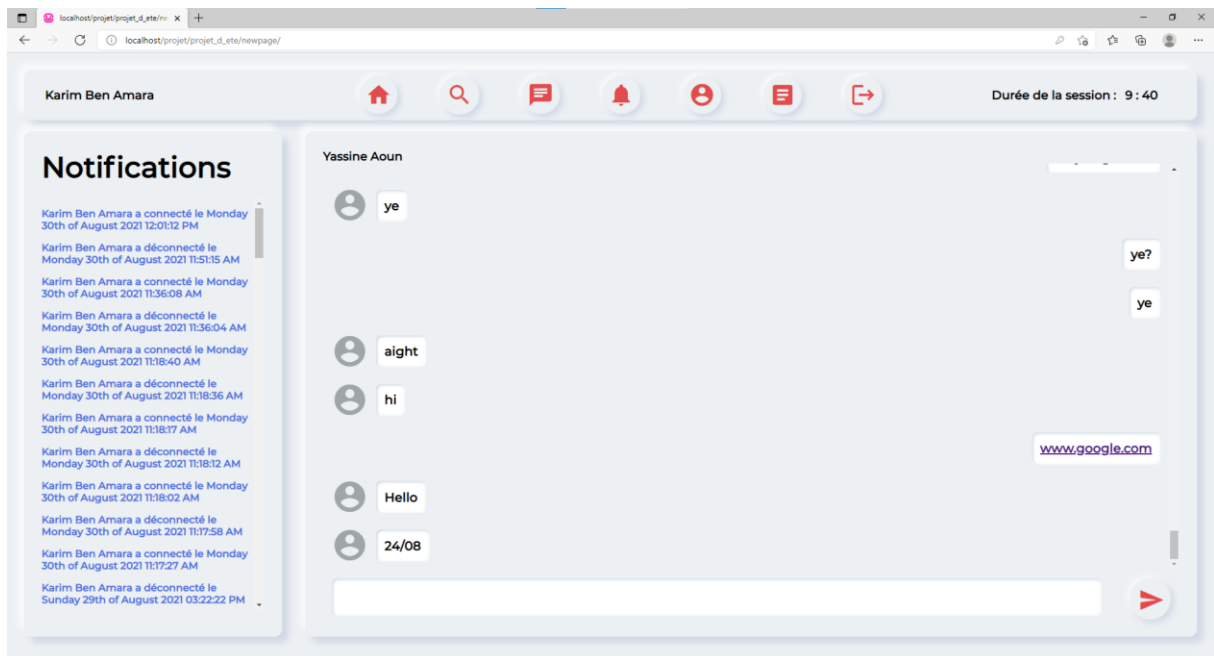 localhost/projet/projet_d_ete/ne
localhost/projet/projet_d_ete/newpage/
Karim Ben Amara
Durée de la session : 9 : 40
Notifications
Karim Ben Amara a connecté le Monday
30th of August 2021 12:01:12 PM
Karim Ben Amara a déconnecté le
Monday 30th of August 2021 11:51:15 AM
Karim Ben Amara a connecté le Monday
30th of August 2021 11:36:08 AM
Karim Ben Amara a déconnecté le
Monday 30th of August 2021 11:36:04 AM
Karim Ben Amara a connecté le Monday
30th of August 2021 11:18:40 AM
Karim Ben Amara a déconnecté le
Monday 30th of August 2021 11:18:36 AM
Karim Ben Amara a connecté le Monday
30th of August 2021 11:18:17 AM
Karim Ben Amara a déconnecté le
Monday 30th of August 2021 11:18:12 AM
Karim Ben Amara a connecté le Monday
30th of August 2021 11:18:02 AM
Karim Ben Amara a déconnecté le
Monday 30th of August 2021 11:17:58 AM
Karim Ben Amara a connecté le Monday
30th of August 2021 11:17:27 AM
Karim Ben Amara a déconnecté le
Sunday 29th of August 2021 03:22:22 PM
Yassine Aoun
ye
ye?
ye
aight
hi
www.google.com
Hello
24/08